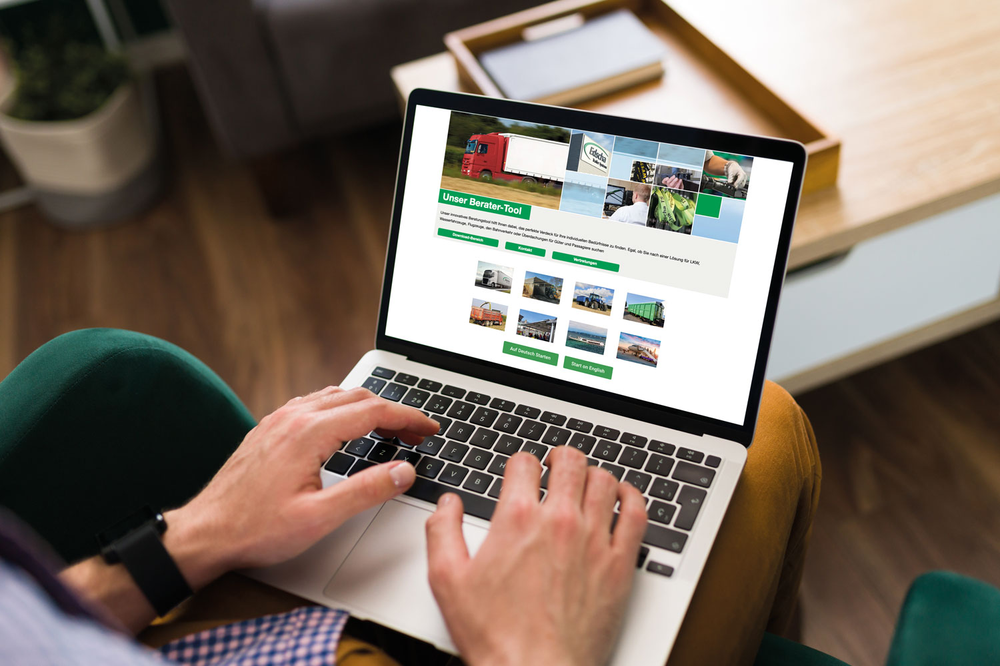 Edscha
Trailer Systems
Unser Berater-Tool
Unser innovatives Beratungstool hilft Ihnen dabei, das perfekte Verdeck für Ihre individuellen Bedürfnisse zu finden. Egal, ob Sie nach einer Lösung für LKW,
Wasserfahrzeuge, Flugzeuge, den Bahnverkehr oder Überdachungen für Güter und Passagiere suchen
Download-Bereich
Kontakt
Vertretungen
Auf Deutsch Starten
Start on English